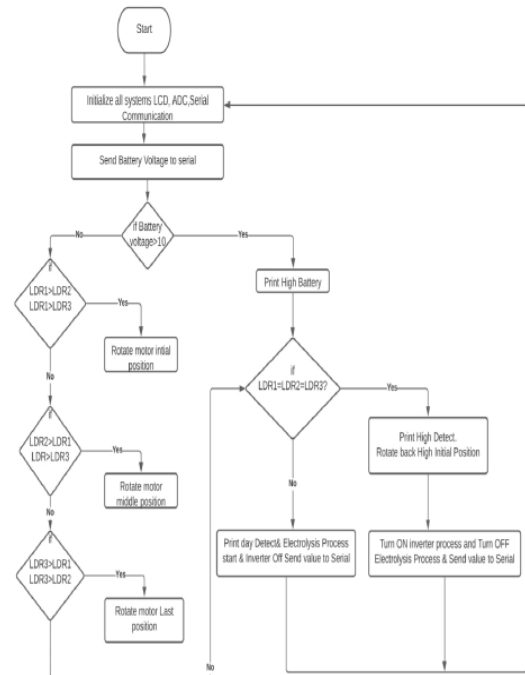 Start
Initialize all systems LCD, ADC,Serial
Communication
Send Battery Voltage to serial
if Battery
voltage>10
No
Yes
if
LDR1>LDR2
LDR1>LDR3
Yes
Rotate motor intial
position
No
LDR2>LDR1
LDR>LDR3
Yes
Rotate motor
middle position
No
if
LDR3>LDR1
LDR3>LDR2
Yes
Rotate motor Last
position
No
Print High Battery
if
LDR1=LDR2=LDR3?
Yes
Print High Detect.
Rotate back High Initial Position
No
Print day Detect& Electrolysis Process
start & Inverter Off Send value to Serial
Turn ON inverter process and Turn OFF
Electrolysis Process & Send value to Serial